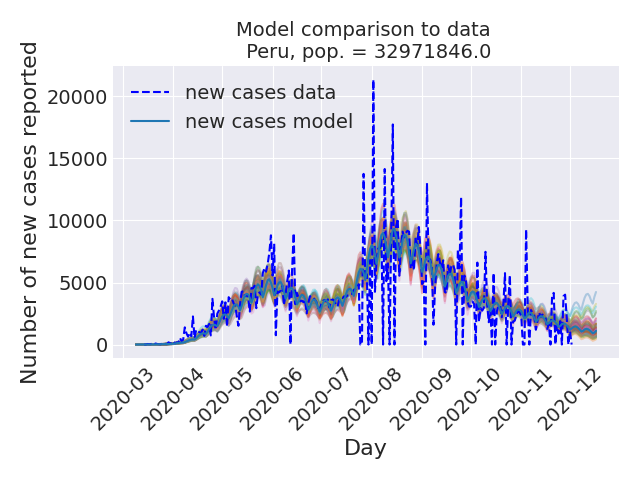 Model comparison to data
Peru, pop. = 32971846.0
Number of new cases reported
20000
15000
10000
5000
0
new cases data
new cases model
2020-03
2020-04
2020-05
2020-06
2020-07
2020-08
2020-09
2020-10
2020-11
2020-12
Day